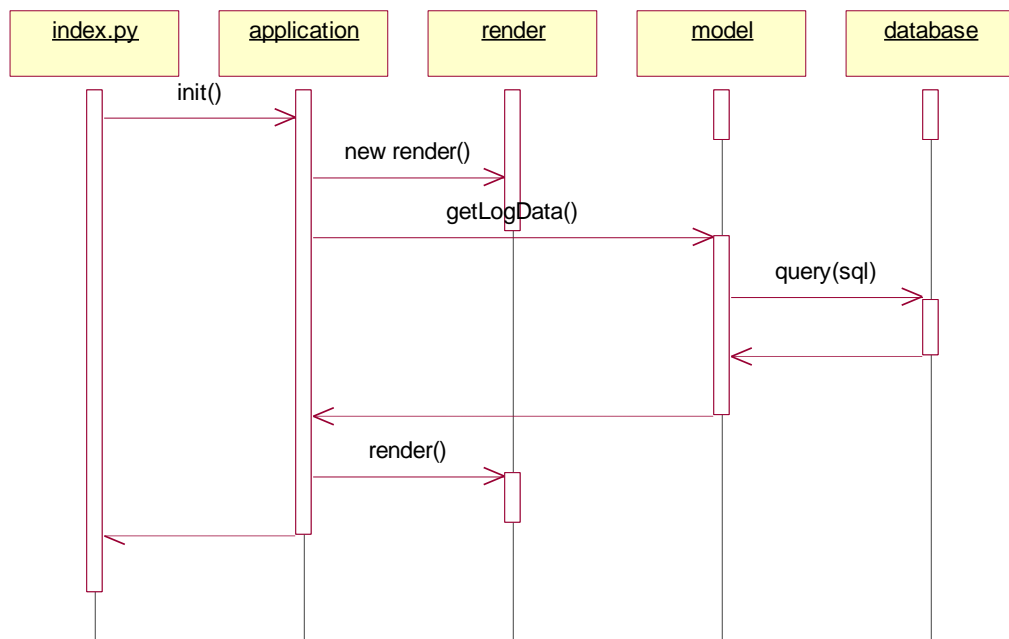 index.py
application
render
model
database
init()
new render()
getLogData()
query(sql)
render()